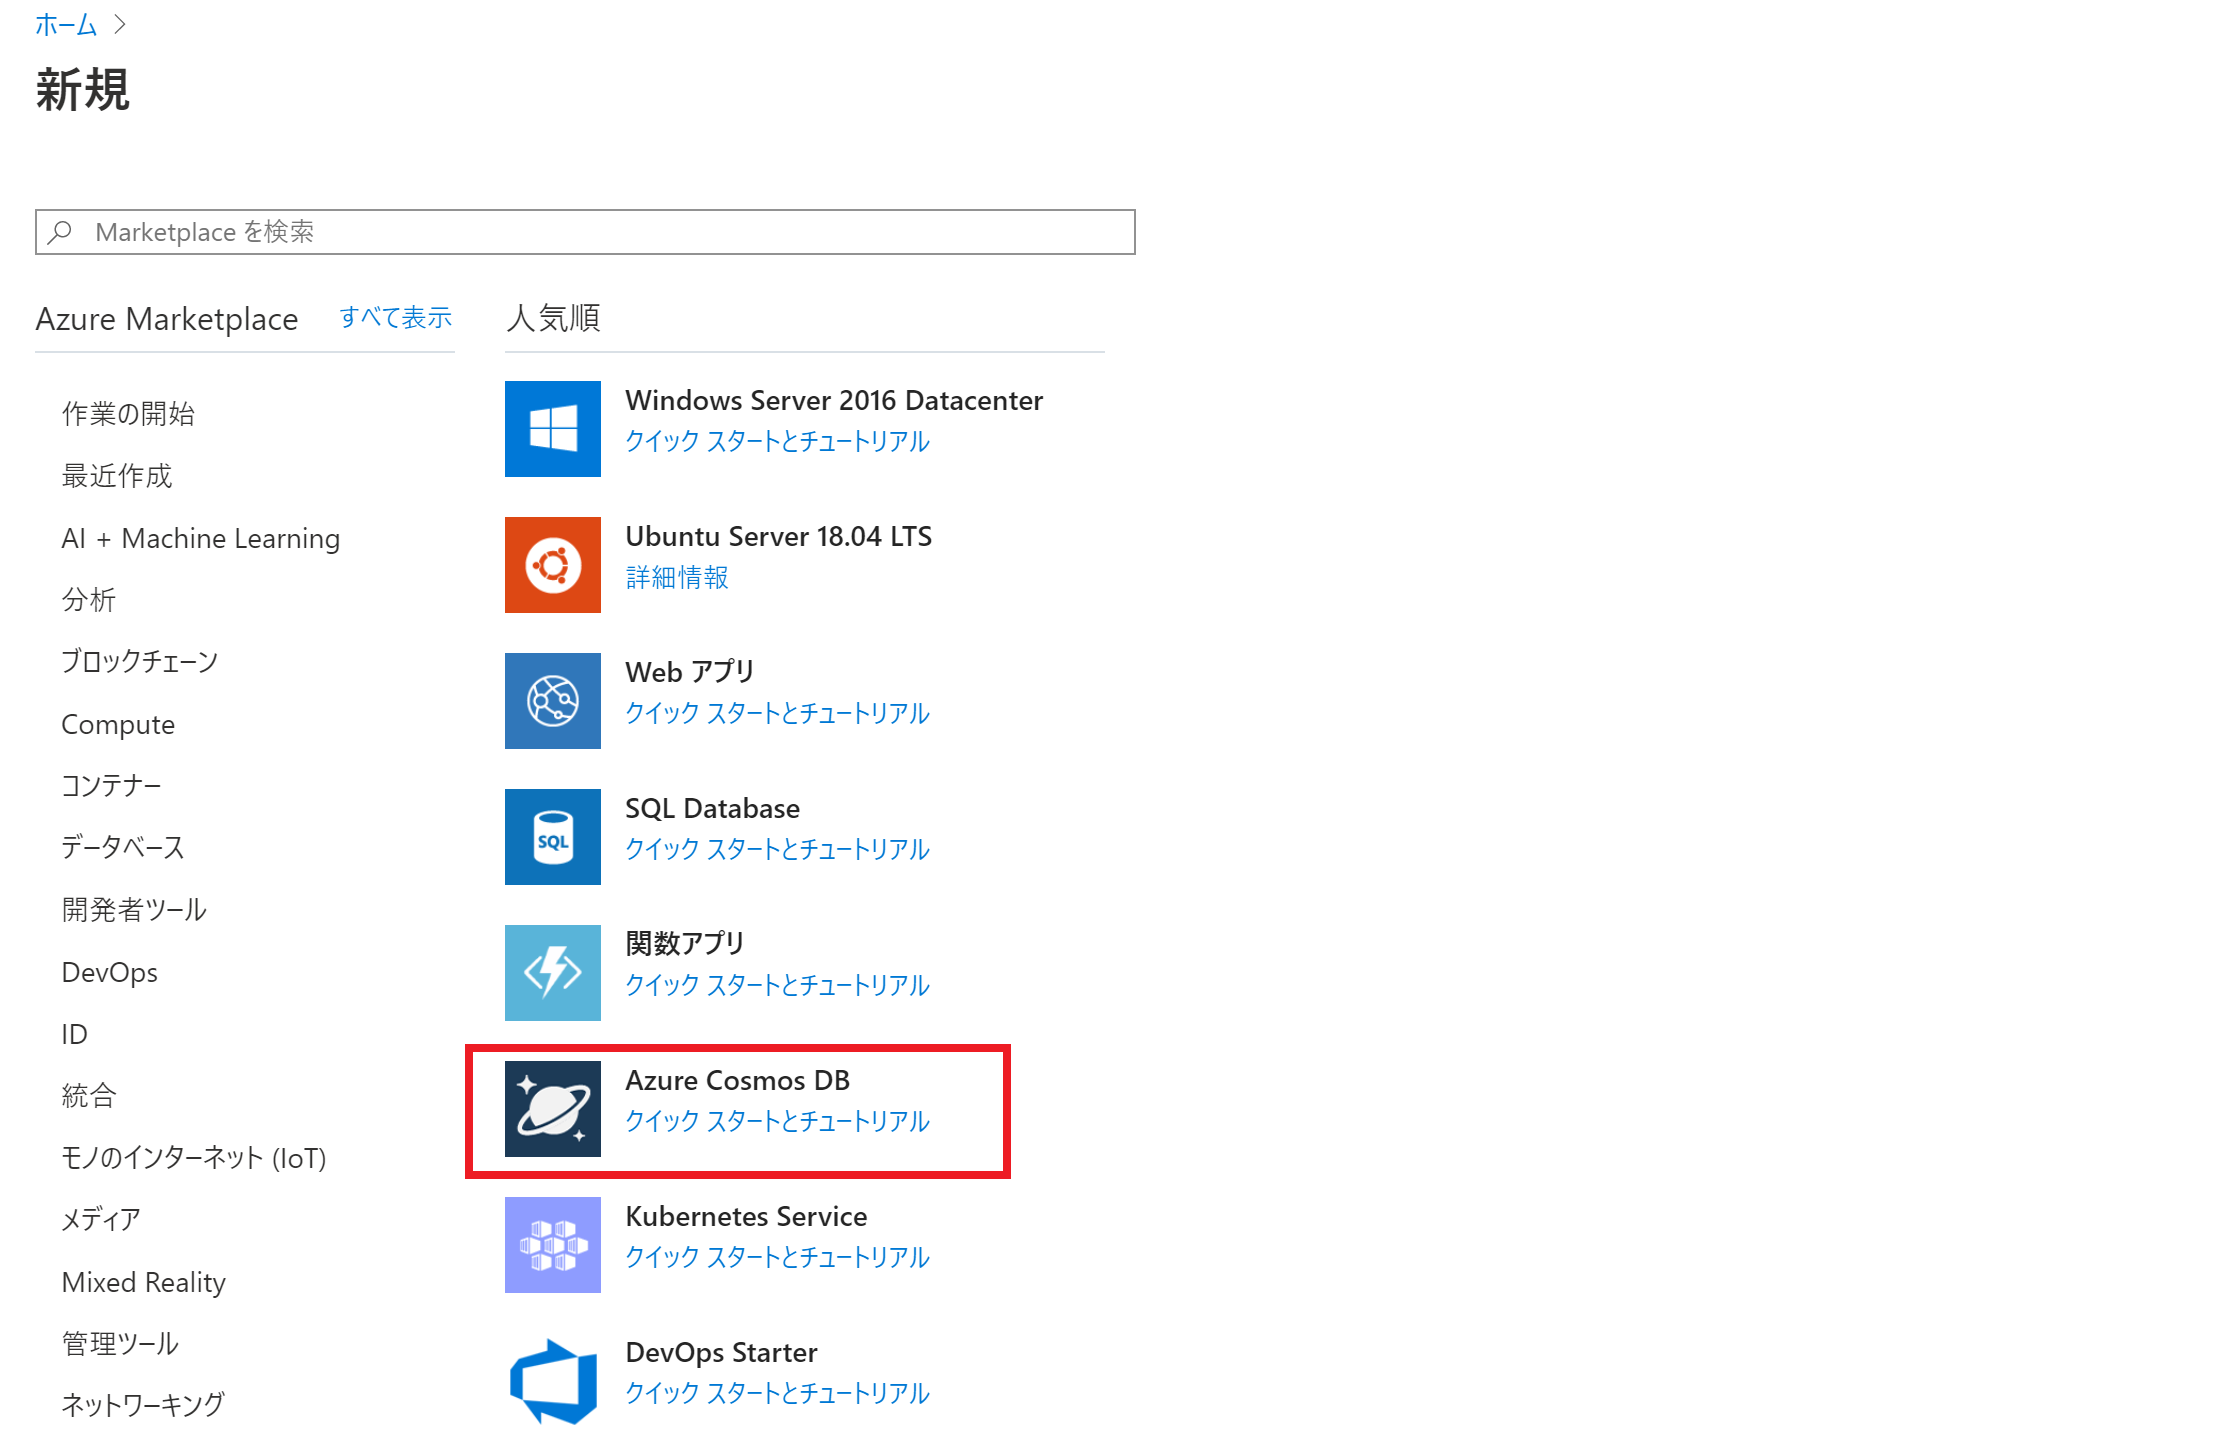 ホーム
新規
Marketplace を検索
Azure Marketplace すべて表示
作業の開始
最近作成
AI + Machine Learning
分析
ブロックチェーン
Compute
コンテナー
データベース
開発者ツール
DevOps
ID
統合
モノのインターネット (IoT)
メディア
Mixed Reality
管理ツール
ネットワーキング
人気順
Windows Server 2016 Datacenter
クイック スタートとチュートリアル
Ubuntu Server 18.04 LTS
詳細情報
Web アプリ
クイック スタートとチュートリアル
SQL
SQL Database
クイック スタートとチュートリアル
関数アプリ
クイック スタートとチュートリアル
Azure Cosmos DB
クイック スタートとチュートリアル
Kubernetes Service
クイック スタートとチュートリアル
DevOps Starter
クイック スタートとチュートリアル